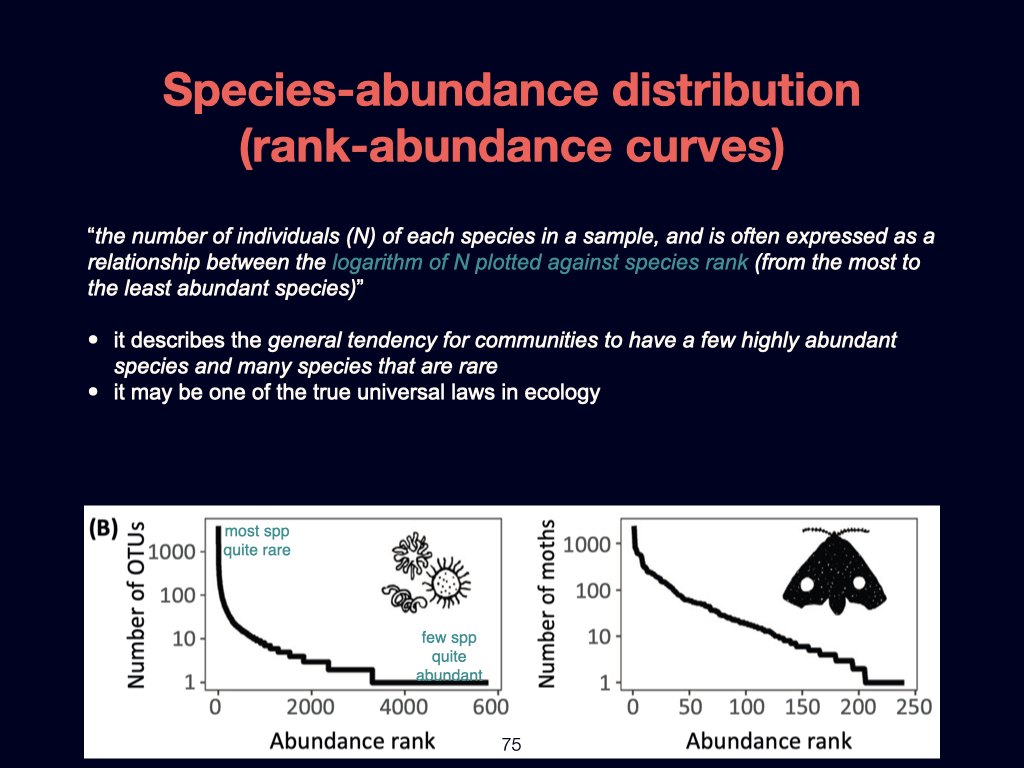 Species-abundance distribution
(rank-abundance curves)
“the number of individuals (N) of each species in a sample, and is often expressed as a
relationship between the logarithm of N plotted against species rank (from the most to
the least abundant species)”
• it describes the general tendency for communities to have a few highly abundant
species and many species that are rare
• it may be one of the true universal laws in ecology
(B)
Number of OTUs
1000
100
10
1
most spp
quite rare
few spp
quite
abundant
0 2000 4000 600
Abundance rank
Number of moths
1000
100
10
1
0 50 100 150 200 250
Abundance rank
75